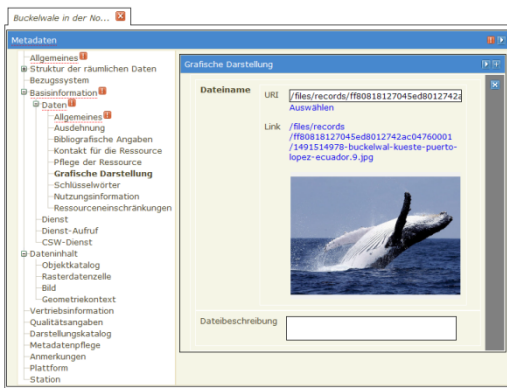 Buckelwale in der No...
Metadaten
Allgemeines
Struktur der räumlichen Daten
Bezugssystem
Basisinformation
Daten
Allgemeines
Ausdehnung
Bibliografische Angaben
Kontakt für die Ressource
Pflege der Ressource
Grafische Darstellung
Schlüsselwörter
Nutzungsinformation
Ressourceneinschränkungen
Dienst
Dienst-Aufruf
CSW-Dienst
Dateninhalt
Objektkatalog
Rasterdatenzelle
Bild
Geometriekontext
Vertriebsinformation
Qualitätsangaben
Darstellungskatalog
Metadatenpflege
Anmerkungen
Plattform
Station
Grafische Darstellung
Dateiname URI /files/records/ff80818127045ed8012742a
Auswählen
Link /files/records
/ff80818127045ed8012742ac04760001
/1491514978-buckelwal-kueste-puerto-
lopez-ecuador.9.jpg
Dateibeschreibung